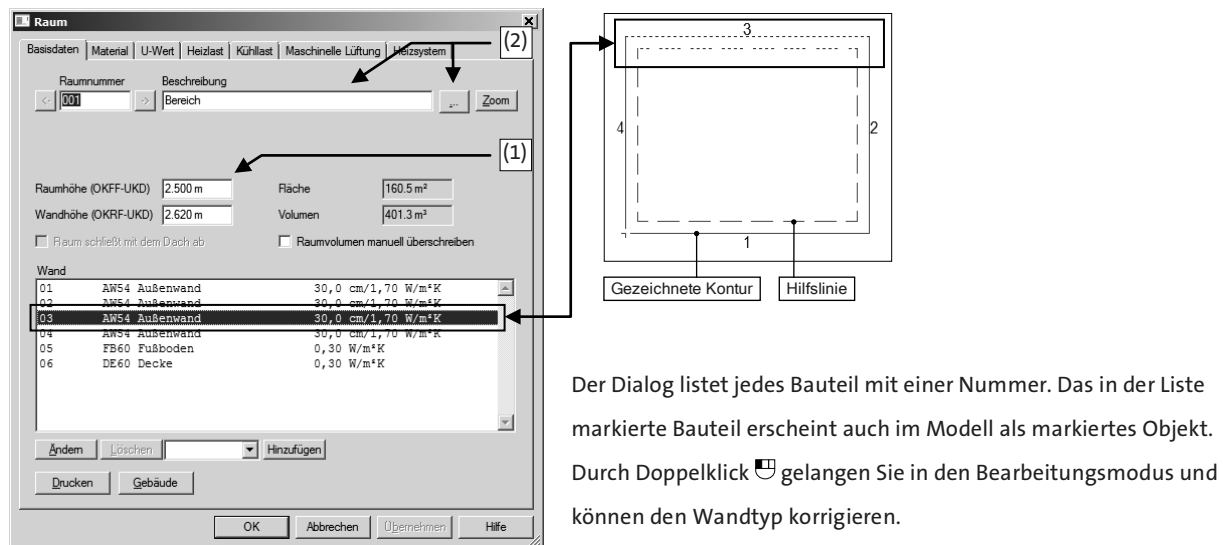 Raum
Basisdaten Material U-Wert Heizlast Kühllast Maschinelle Lüftung Heizsystem
(2)
Raumnummer Beschreibung
<- 001 -> Bereich ... Zoom
(1)
Raumhöhe (OKFF-UKD) 2.500 m Fläche 160.5 m²
Wandhöhe (OKRF-UKD) 2.620 m Volumen 401.3 m³
Raum schließt mit dem Dach ab Raumvolumen manuell überschreiben
Wand
01 AW54 Außenwand 30,0 cm/1,70 W/m²K
02 AW54 Außenwand 30,0 cm/1,70 W/m²K
03 AW54 Außenwand 30,0 cm/1,70 W/m²K
04 AW54 Außenwand 30,0 cm/1,70 W/m²K
05 FB60 Fußboden 0,30 W/m²K
06 DE60 Decke 0,30 W/m²K
Ändern Löschen Hinzufügen
Drucken Gebäude
OK Abbrechen Übernehmen Hilfe
3
4 2
1
Gezeichnete Kontur Hilfslinie
Der Dialog listet jedes Bauteil mit einer Nummer. Das in der Liste
markierte Bauteil erscheint auch im Modell als markiertes Objekt.
Durch Doppelklick gelangen Sie in den Bearbeitungsmodus und
können den Wandtyp korrigieren.